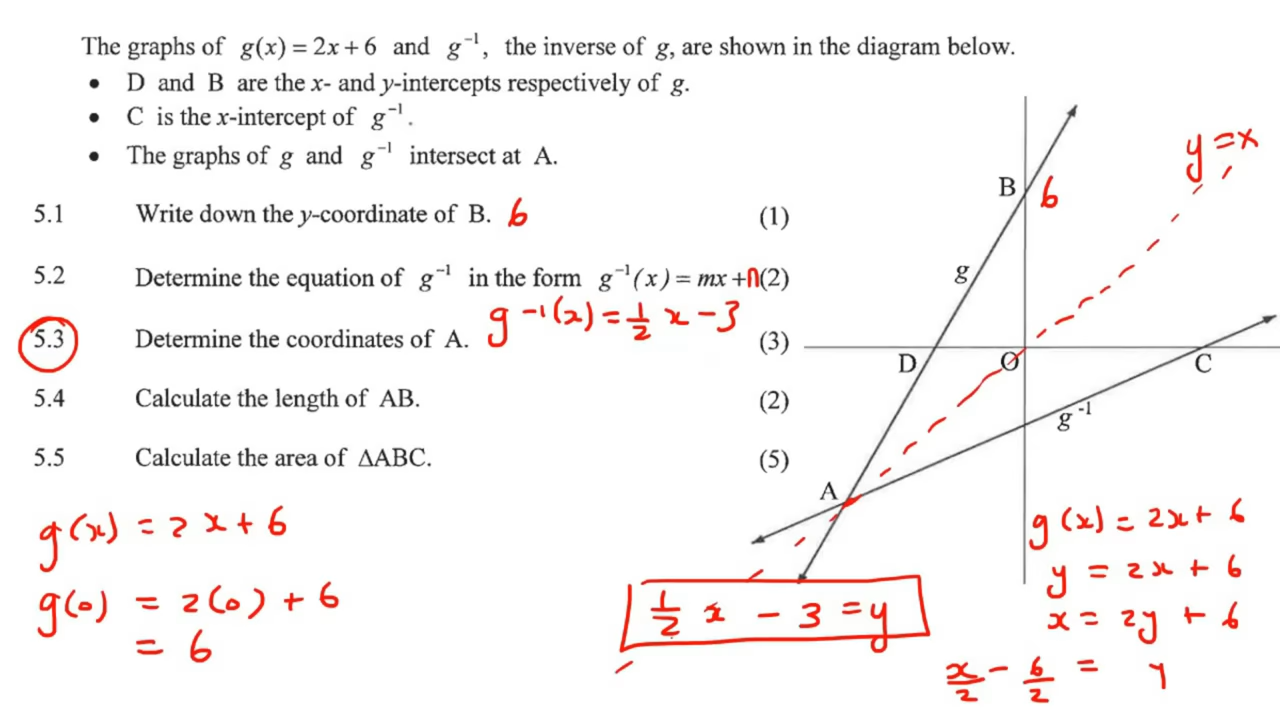 The graphs of g(x) = 2x + 6 and g⁻¹, the inverse of g, are shown in the diagram below.
• D and B are the x- and y-intercepts respectively of g.
• C is the x-intercept of g⁻¹.
• The graphs of g and g⁻¹ intersect at A.
5.1 Write down the y-coordinate of B. 6 (1)
5.2 Determine the equation of g⁻¹ in the form g⁻¹(x) = mx + n (2)
g⁻¹(x) = 1/2 x - 3
5.3 Determine the coordinates of A. (3)
5.4 Calculate the length of AB. (2)
5.5 Calculate the area of ΔABC. (5)
g(x) = 2x + 6
g(0) = 2(0) + 6
= 6
1/2 x - 3 = y
y = x
B 6
g
D O C
g⁻¹
A
g(x) = 2x + 6
y = 2x + 6
x = 2y + 6
x/2 - 6/2 = y